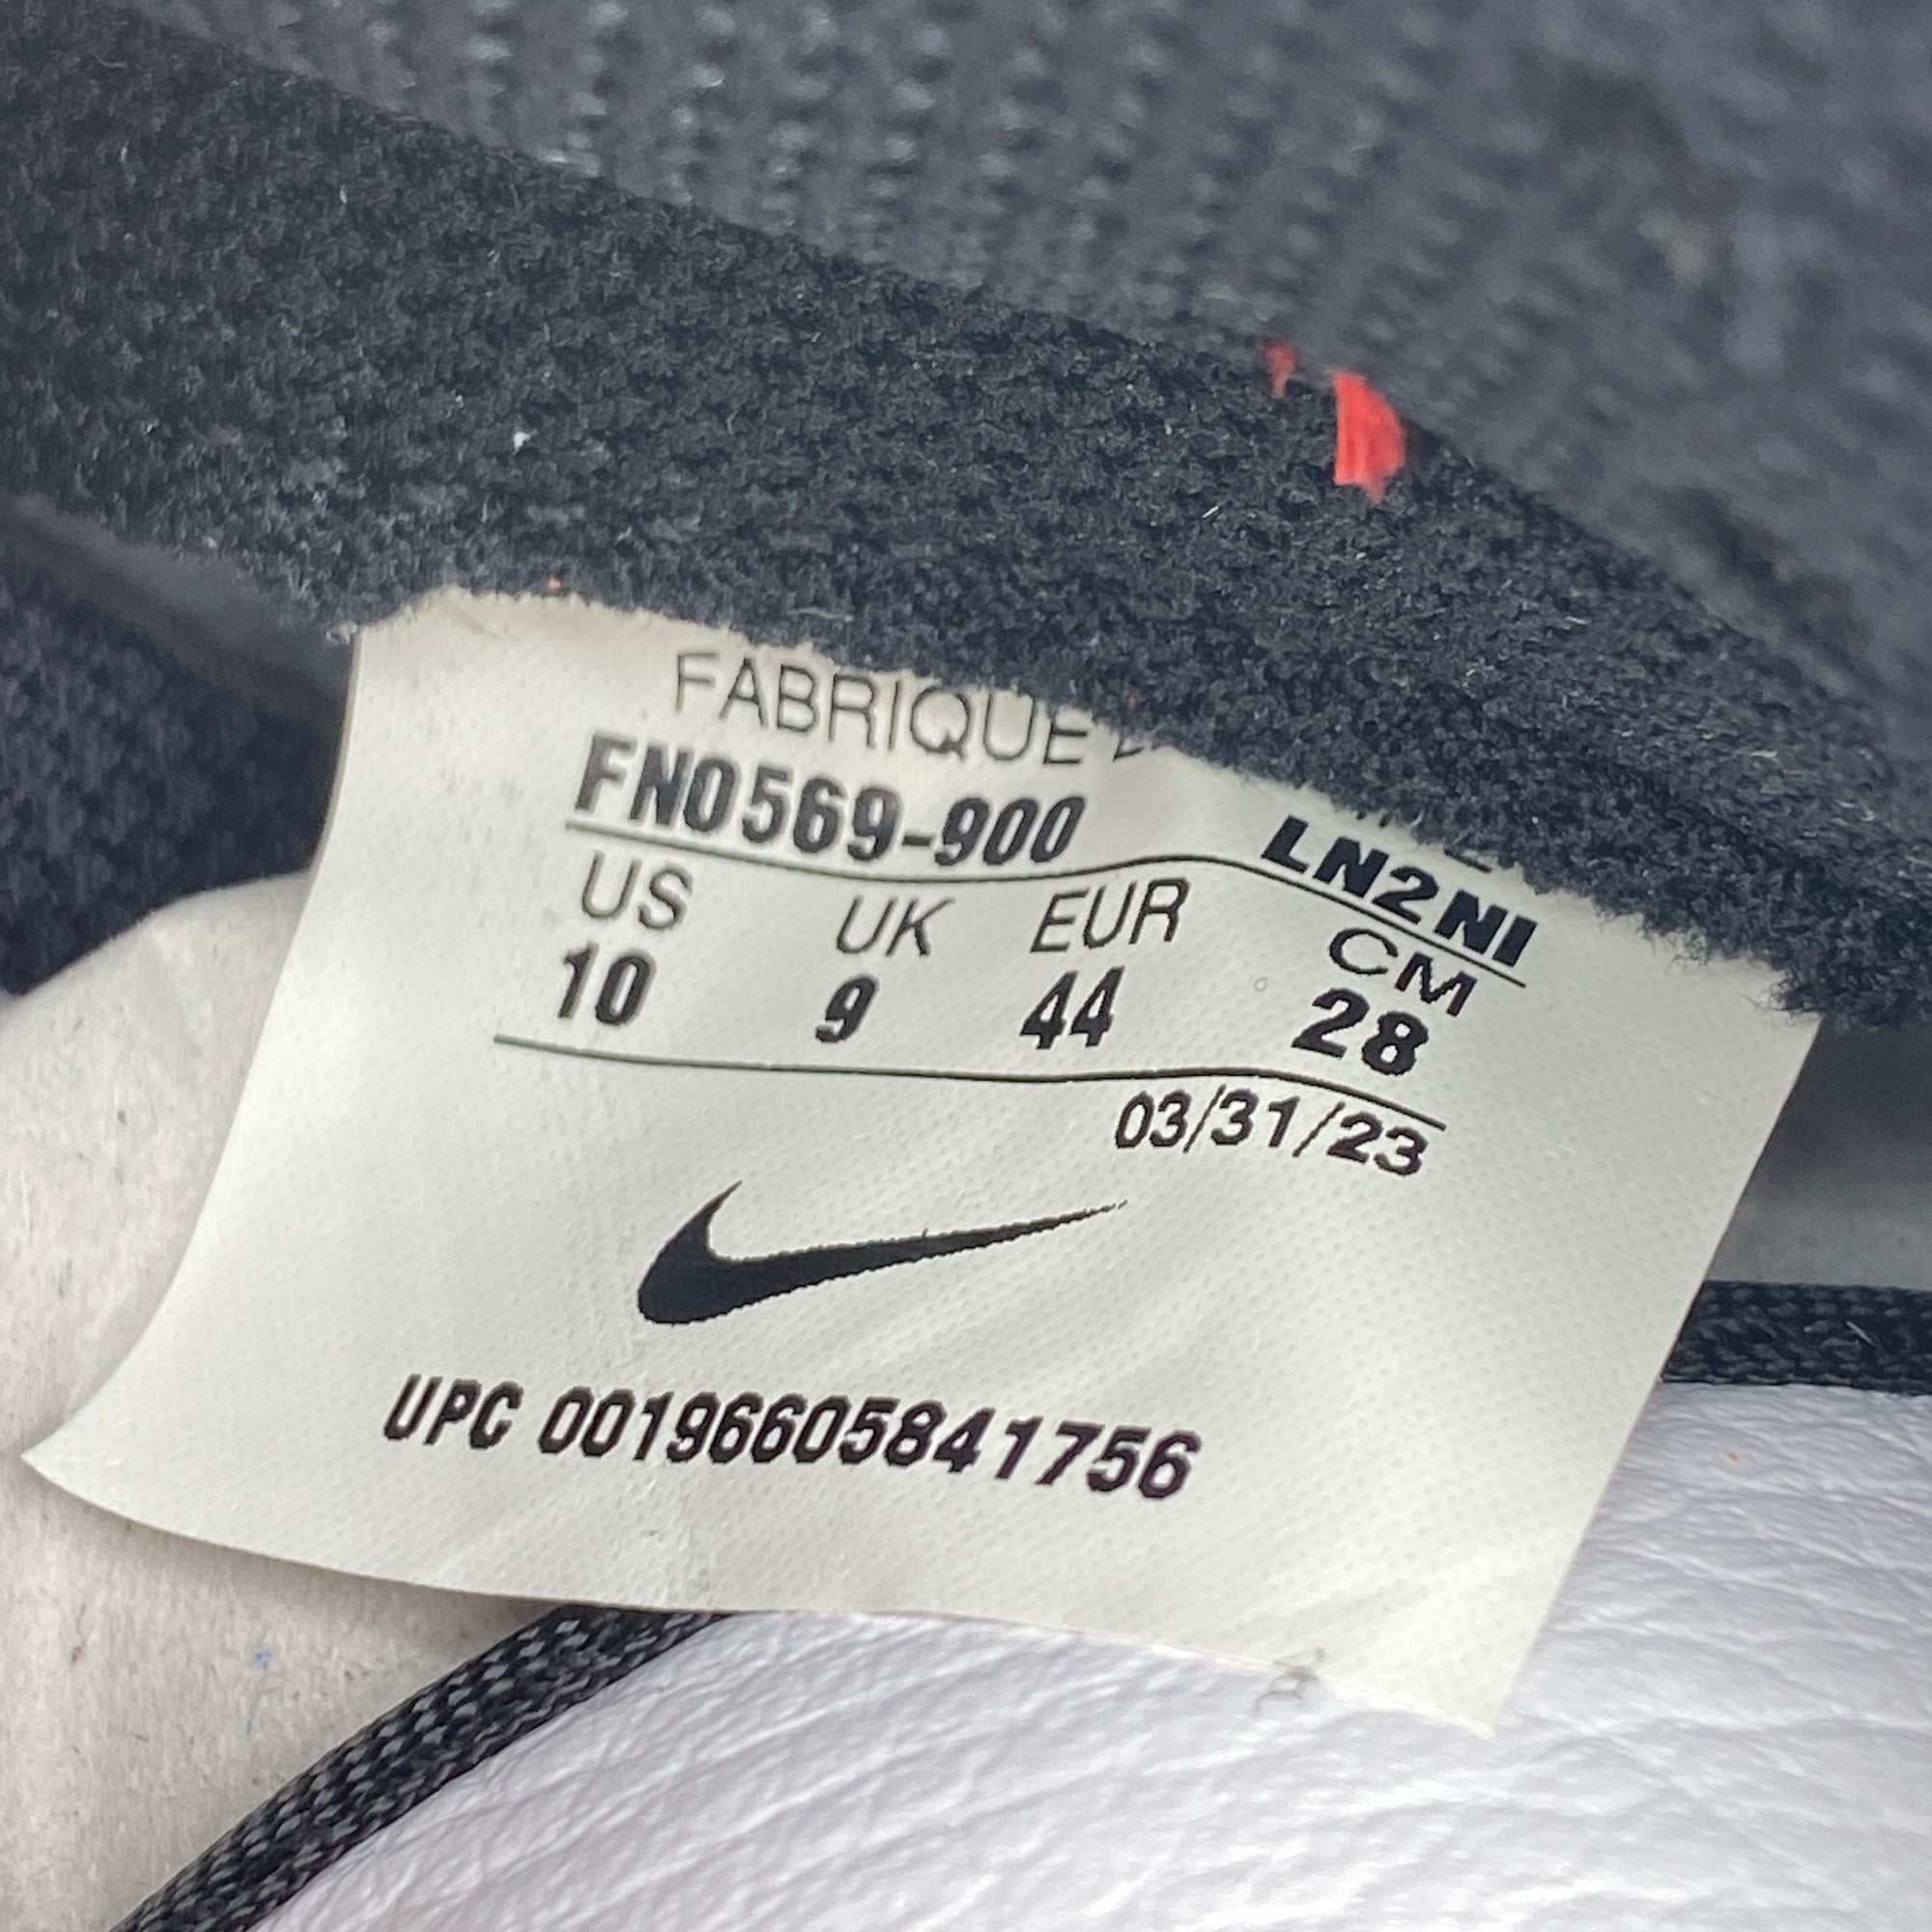 FABRIQUE
FN0569-900 LN2NI
US UK EUR CM
10 9 44 28
03/31/23
UPC 00196605841756